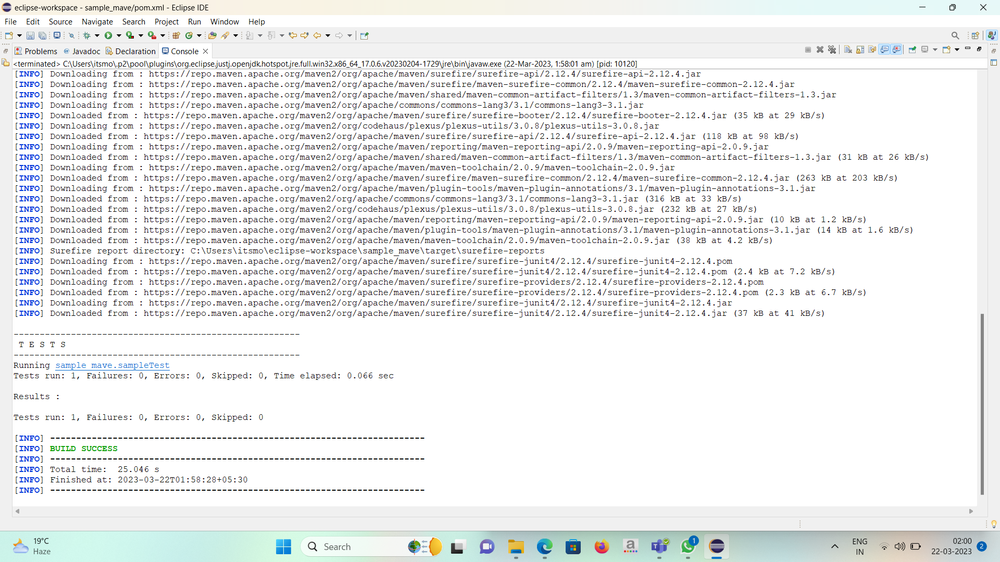 eclipse-workspace - sample_mave/pom.xml - Eclipse IDE
File Edit Source Navigate Search Project Run Window Help
Problems @ Javadoc Declaration Console
<terminated> C:\Users\itsmo\.p2\pool\plugins\org.eclipse.justj.openjdk.hotspot.jre.full.win32.x86_64_17.0.6.v20230204-1729\jre\bin\javaw.exe (22-Mar-2023, 1:58:01 am) [pid: 10120]
[INFO] Downloading from : https://repo.maven.apache.org/maven2/org/apache/maven/surefire/surefire-api/2.12.4/surefire-api-2.12.4.jar
[INFO] Downloading from : https://repo.maven.apache.org/maven2/org/apache/maven/surefire/maven-surefire-common/2.12.4/maven-surefire-common-2.12.4.jar
[INFO] Downloading from : https://repo.maven.apache.org/maven2/org/apache/maven/shared/maven-common-artifact-filters/1.3/maven-common-artifact-filters-1.3.jar
[INFO] Downloading from : https://repo.maven.apache.org/maven2/org/apache/commons/commons-lang3/3.1/commons-lang3-3.1.jar
[INFO] Downloaded from : https://repo.maven.apache.org/maven2/org/apache/maven/surefire/surefire-booter/2.12.4/surefire-booter-2.12.4.jar (35 kB at 29 kB/s)
[INFO] Downloading from : https://repo.maven.apache.org/maven2/org/codehaus/plexus/plexus-utils/3.0.8/plexus-utils-3.0.8.jar
[INFO] Downloaded from : https://repo.maven.apache.org/maven2/org/apache/maven/surefire/surefire-api/2.12.4/surefire-api-2.12.4.jar (118 kB at 98 kB/s)
[INFO] Downloading from : https://repo.maven.apache.org/maven2/org/apache/maven/reporting/maven-reporting-api/2.0.9/maven-reporting-api-2.0.9.jar
[INFO] Downloaded from : https://repo.maven.apache.org/maven2/org/apache/maven/shared/maven-common-artifact-filters/1.3/maven-common-artifact-filters-1.3.jar (31 kB at 26 kB/s)
[INFO] Downloading from : https://repo.maven.apache.org/maven2/org/apache/maven/maven-toolchain/2.0.9/maven-toolchain-2.0.9.jar
[INFO] Downloaded from : https://repo.maven.apache.org/maven2/org/apache/maven/surefire/maven-surefire-common/2.12.4/maven-surefire-common-2.12.4.jar (263 kB at 203 kB/s)
[INFO] Downloading from : https://repo.maven.apache.org/maven2/org/apache/maven/plugin-tools/maven-plugin-annotations/3.1/maven-plugin-annotations-3.1.jar
[INFO] Downloaded from : https://repo.maven.apache.org/maven2/org/apache/commons/commons-lang3/3.1/commons-lang3-3.1.jar (316 kB at 33 kB/s)
[INFO] Downloaded from : https://repo.maven.apache.org/maven2/org/codehaus/plexus/plexus-utils/3.0.8/plexus-utils-3.0.8.jar (232 kB at 27 kB/s)
[INFO] Downloaded from : https://repo.maven.apache.org/maven2/org/apache/maven/reporting/maven-reporting-api/2.0.9/maven-reporting-api-2.0.9.jar (10 kB at 1.2 kB/s)
[INFO] Downloaded from : https://repo.maven.apache.org/maven2/org/apache/maven/plugin-tools/maven-plugin-annotations/3.1/maven-plugin-annotations-3.1.jar (14 kB at 1.6 kB/s)
[INFO] Downloaded from : https://repo.maven.apache.org/maven2/org/apache/maven/maven-toolchain/2.0.9/maven-toolchain-2.0.9.jar (38 kB at 4.2 kB/s)
[INFO] Surefire report directory: C:\Users\itsmo\eclipse-workspace\sample_mave\target\surefire-reports
[INFO] Downloading from : https://repo.maven.apache.org/maven2/org/apache/maven/surefire/surefire-junit4/2.12.4/surefire-junit4-2.12.4.pom
[INFO] Downloaded from : https://repo.maven.apache.org/maven2/org/apache/maven/surefire/surefire-junit4/2.12.4/surefire-junit4-2.12.4.pom (2.4 kB at 7.2 kB/s)
[INFO] Downloading from : https://repo.maven.apache.org/maven2/org/apache/maven/surefire/surefire-providers/2.12.4/surefire-providers-2.12.4.pom
[INFO] Downloaded from : https://repo.maven.apache.org/maven2/org/apache/maven/surefire/surefire-providers/2.12.4/surefire-providers-2.12.4.pom (2.3 kB at 6.7 kB/s)
[INFO] Downloading from : https://repo.maven.apache.org/maven2/org/apache/maven/surefire/surefire-junit4/2.12.4/surefire-junit4-2.12.4.jar
[INFO] Downloaded from : https://repo.maven.apache.org/maven2/org/apache/maven/surefire/surefire-junit4/2.12.4/surefire-junit4-2.12.4.jar (37 kB at 41 kB/s)
-------------------------------------------------------
T E S T S
-------------------------------------------------------
Running sample_mave.sampleTest
Tests run: 1, Failures: 0, Errors: 0, Skipped: 0, Time elapsed: 0.066 sec
Results :
Tests run: 1, Failures: 0, Errors: 0, Skipped: 0
[INFO] ------------------------------------------------------------------------
[INFO] BUILD SUCCESS
[INFO] ------------------------------------------------------------------------
[INFO] Total time:  25.046 s
[INFO] Finished at: 2023-03-22T01:58:28+05:30
[INFO] ------------------------------------------------------------------------
19°C
Haze
Search
a
1
ENG
IN
02:00
22-03-2023
2